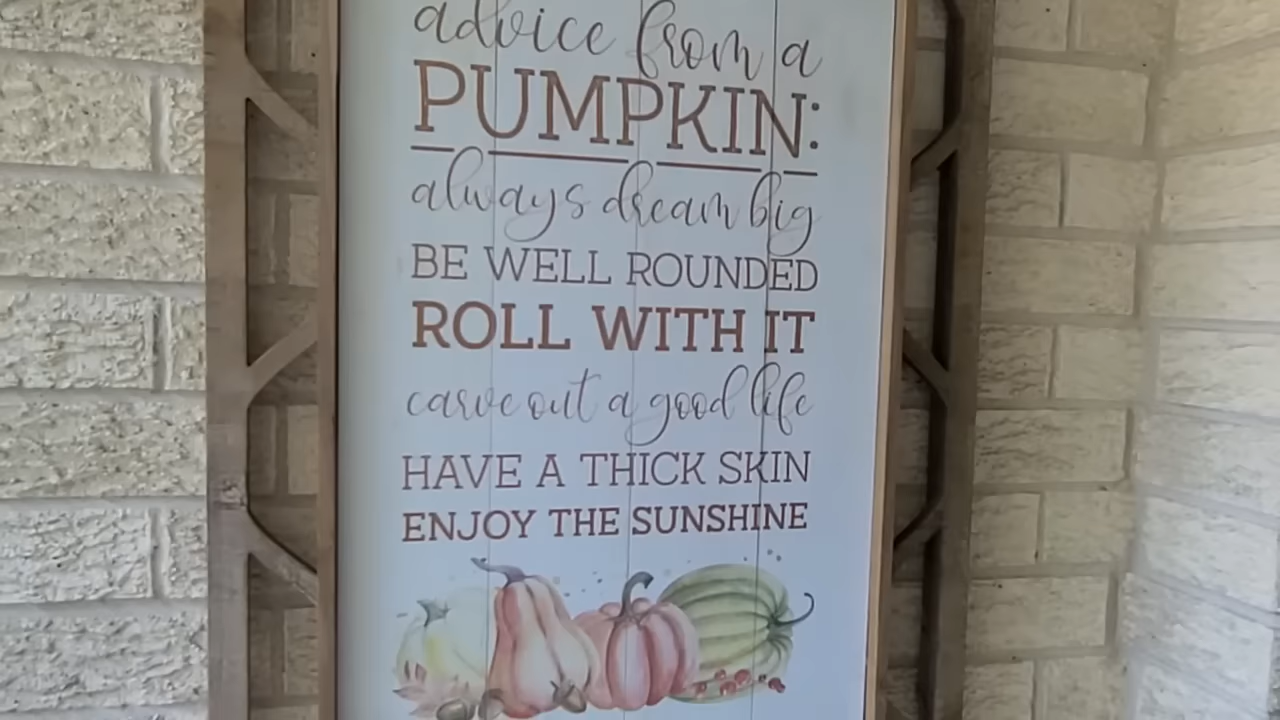 advice from a
PUMPKIN:
always dream big
BE WELL ROUNDED
ROLL WITH IT
carve out a good life
HAVE A THICK SKIN
ENJOY THE SUNSHINE